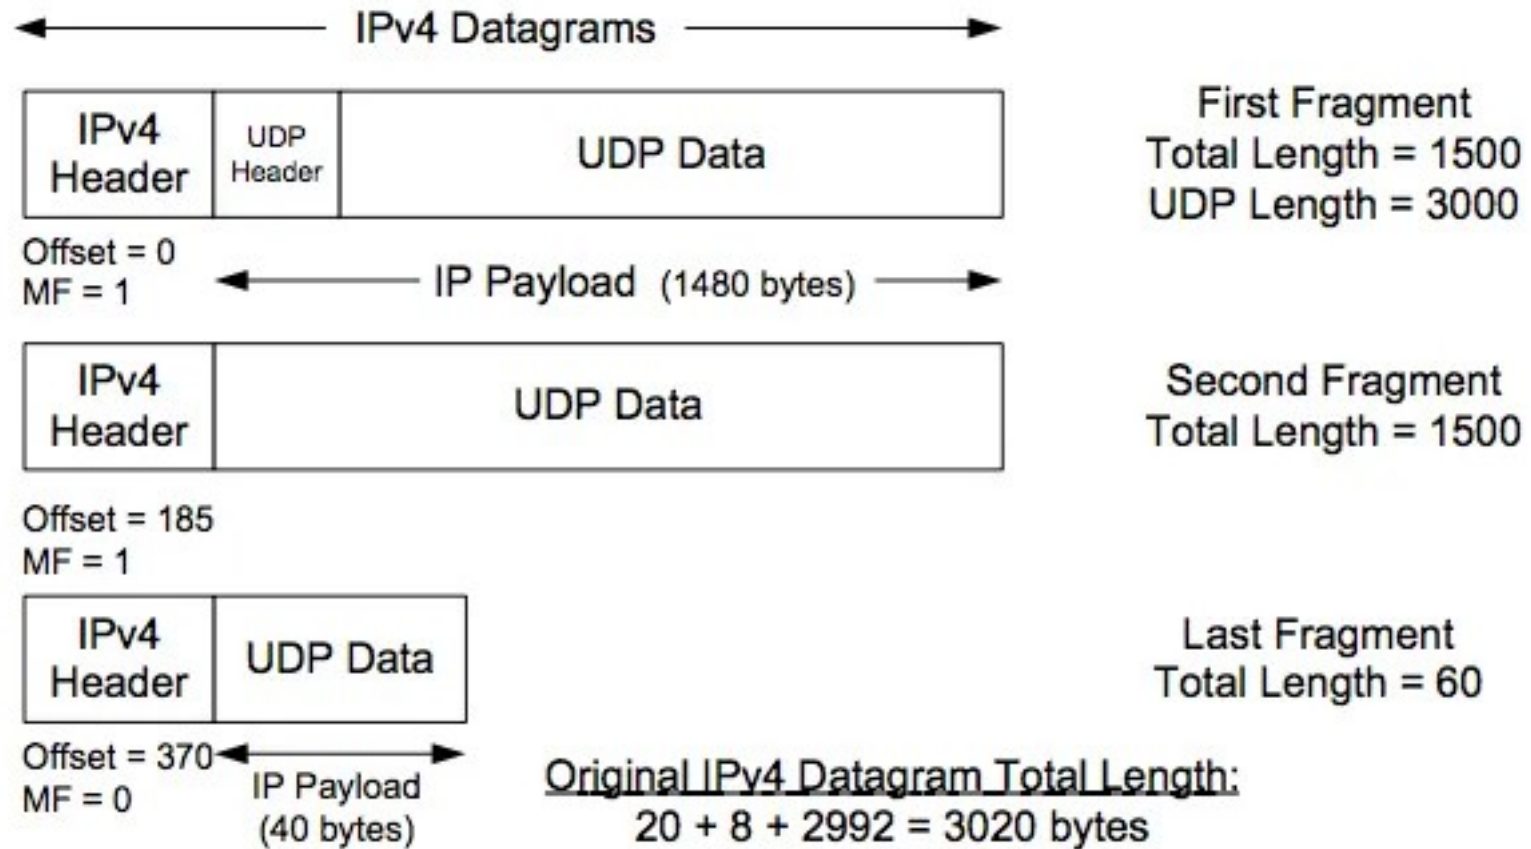 IPv4 Datagrams
IPv4
Header
UDP
Header
UDP Data
First Fragment
Total Length = 1500
UDP Length = 3000
Offset = 0
MF = 1
IP Payload (1480 bytes)
IPv4
Header
UDP Data
Second Fragment
Total Length = 1500
Offset = 185
MF = 1
IPv4
Header
UDP Data
Last Fragment
Total Length = 60
Offset = 370
MF = 0
IP Payload
(40 bytes)
Original IPv4 Datagram Total Length:
20 + 8 + 2992 = 3020 bytes